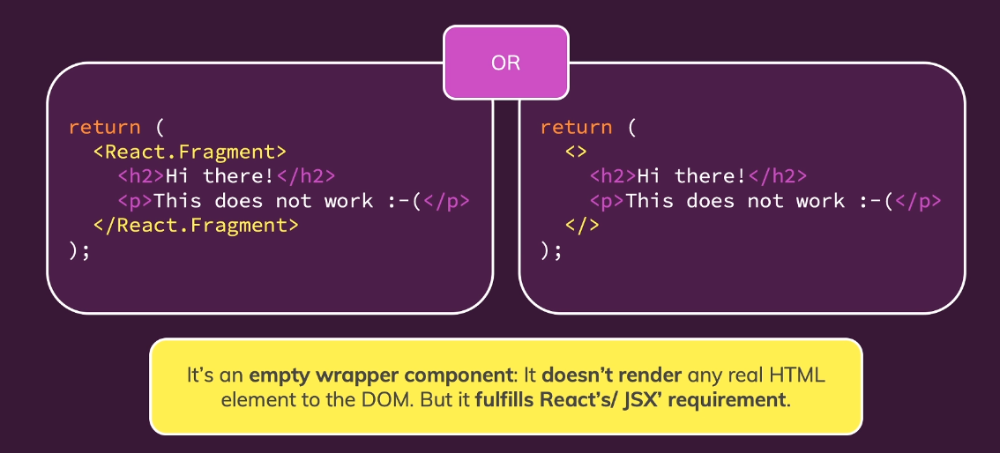 OR
return (
<React.Fragment>
<h2>Hi there!</h2>
<p>This does not work :-(</p>
</React.Fragment>
);
return (
<>
<h2>Hi there!</h2>
<p>This does not work :-(</p>
</>
);
It’s an empty wrapper component: It doesn’t render any real HTML
element to the DOM. But it fulfills React’s/ JSX’ requirement.